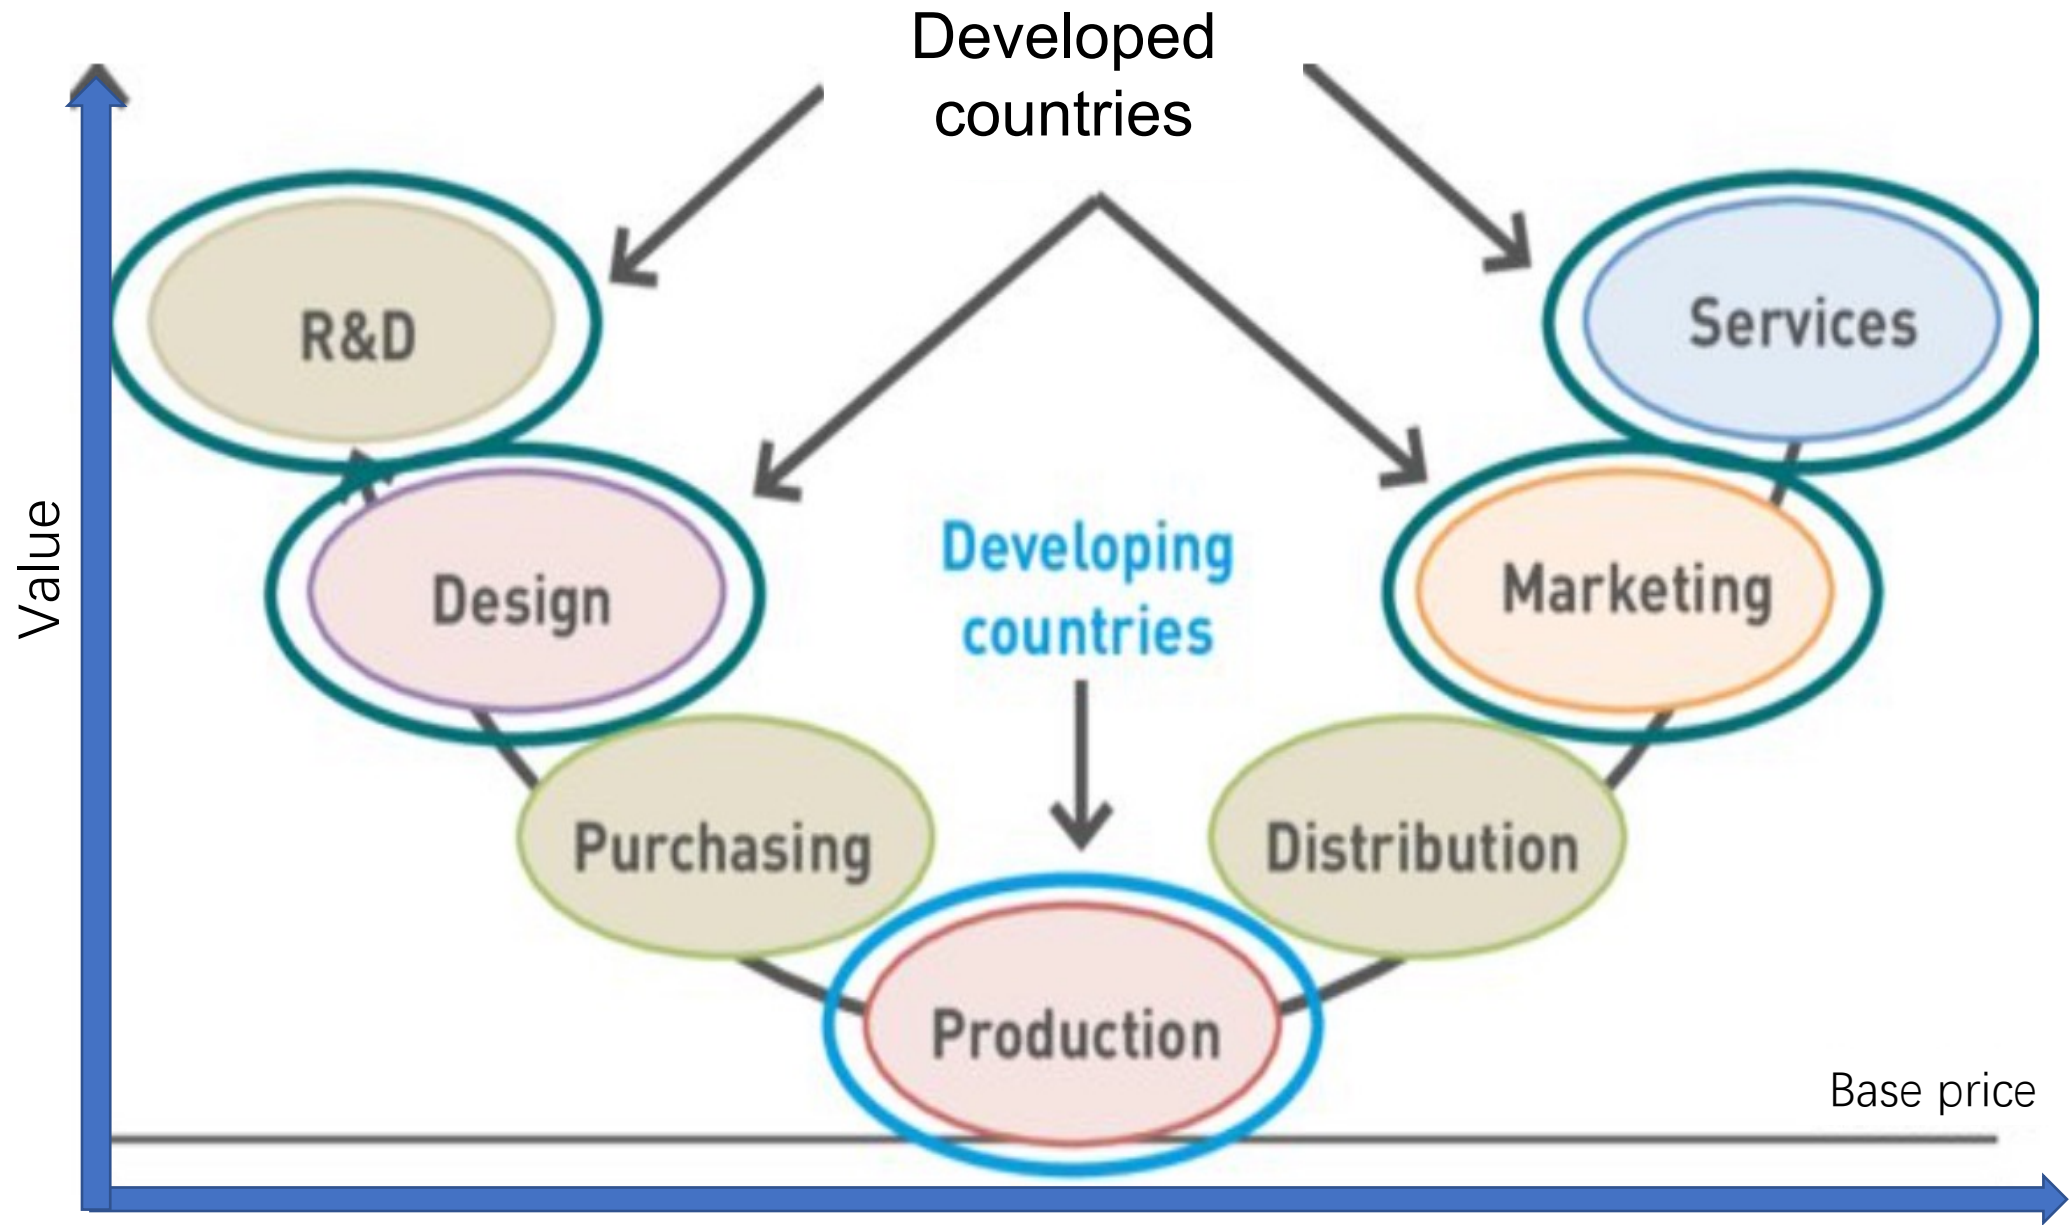 Developed
countries
R&D
Services
Value
Design
Developing
countries
Marketing
Purchasing
Distribution
Production
Base price